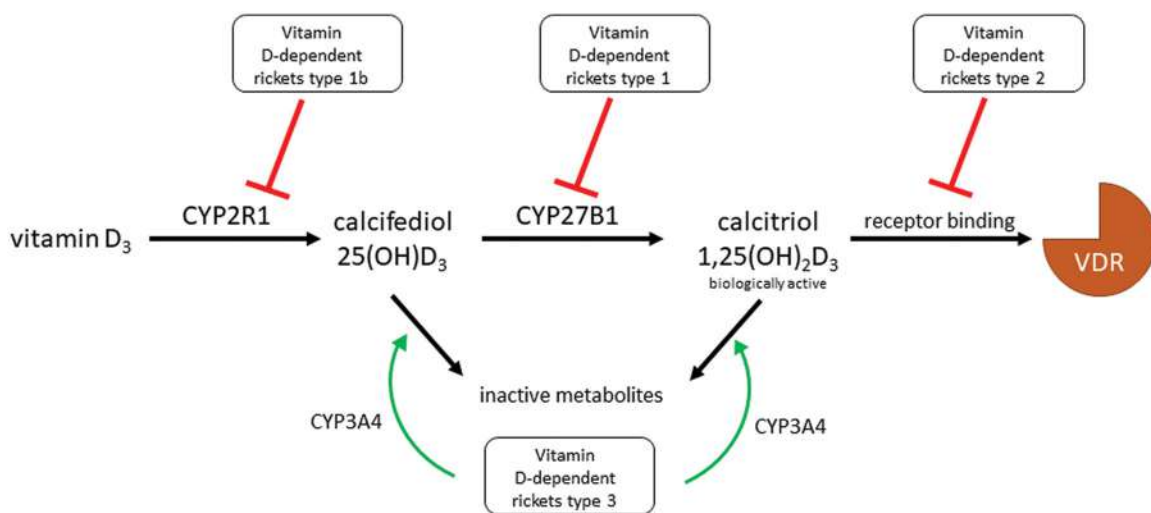 Vitamin
D-dependent
rickets type 1b
Vitamin
D-dependent
rickets type 1
Vitamin
D-dependent
rickets type 2
vitamin D₃
CYP2R1
calcifediol
25(OH)D₃
CYP27B1
calcitriol
1,25(OH)₂D₃
biologically active
receptor binding
VDR
inactive metabolites
CYP3A4
CYP3A4
Vitamin
D-dependent
rickets type 3